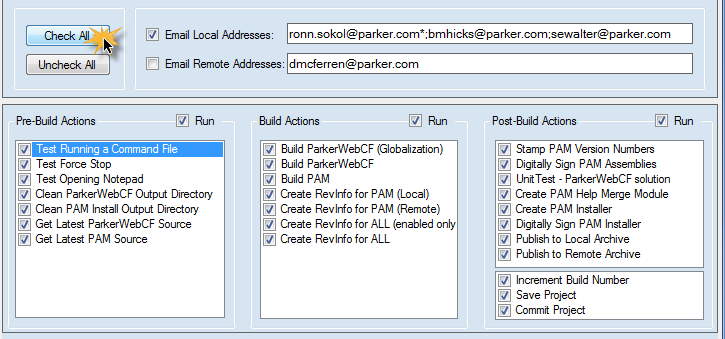 Check All
Uncheck All
Email Local Addresses: ronn.sokol@parker.com*;bmhicks@parker.com;sewalter@parker.com
Email Remote Addresses: dmcferren@parker.com
Pre-Build Actions Run
Test Running a Command File
Test Force Stop
Test Opening Notepad
Clean ParkerWebCF Output Directory
Clean PAM Install Output Directory
Get Latest ParkerWebCF Source
Get Latest PAM Source
Build Actions Run
Build ParkerWebCF (Globalization)
Build ParkerWebCF
Build PAM
Create RevInfo for PAM (Local)
Create RevInfo for PAM (Remote)
Create RevInfo for ALL (enabled only
Create RevInfo for ALL
Post-Build Actions Run
Stamp PAM Version Numbers
Digitally Sign PAM Assemblies
UnitTest - ParkerWebCF solution
Create PAM Help Merge Module
Create PAM Installer
Digitally Sign PAM Installer
Publish to Local Archive
Publish to Remote Archive
Increment Build Number
Save Project
Commit Project